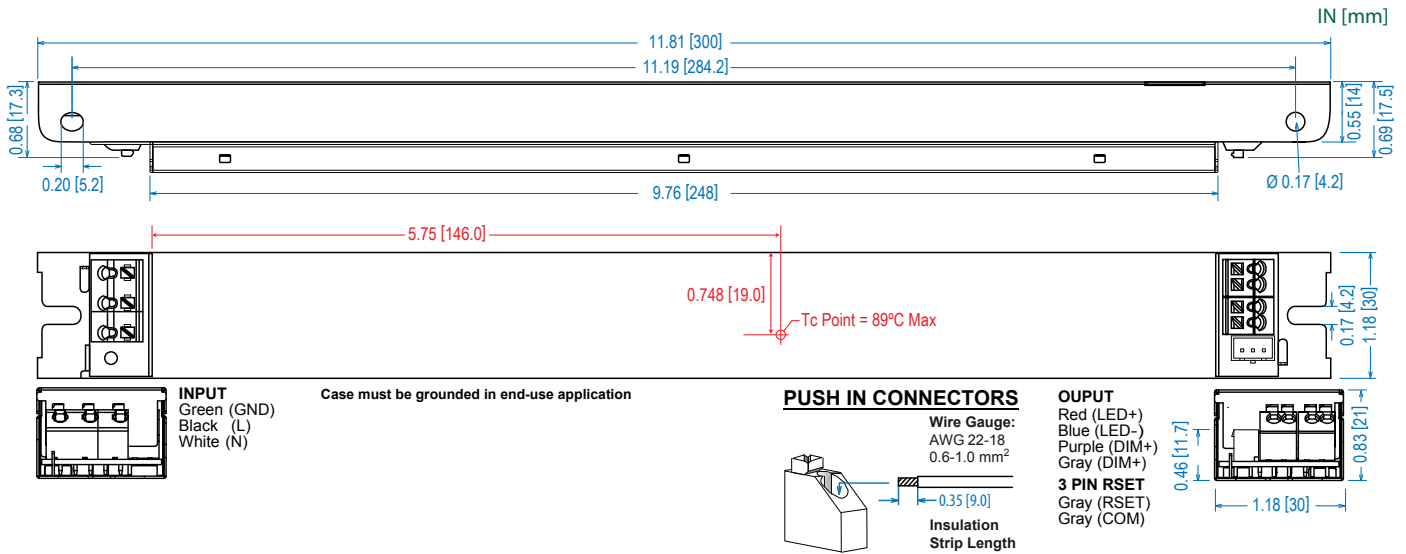 IN [mm]
11.81 [300]
11.19 [284.2]
0.68 [17.3]
0.55 [14]
0.69 [17.5]
0.20 [5.2]
9.76 [248]
Ø 0.17 [4.2]
5.75 [146.0]
0.748 [19.0]
Tc Point = 89ºC Max
0.17 [4.2]
1.18 [30]
INPUT
Green (GND)
Black (L)
White (N)
Case must be grounded in end-use application
PUSH IN CONNECTORS
Wire Gauge:
AWG 22-18
0.6-1.0 mm²
0.35 [9.0]
Insulation
Strip Length
OUPUT
Red (LED+)
Blue (LED-)
Purple (DIM+)
Gray (DIM+)
3 PIN RSET
Gray (RSET)
Gray (COM)
0.46 [11.7]
0.83 [21]
1.18 [30]